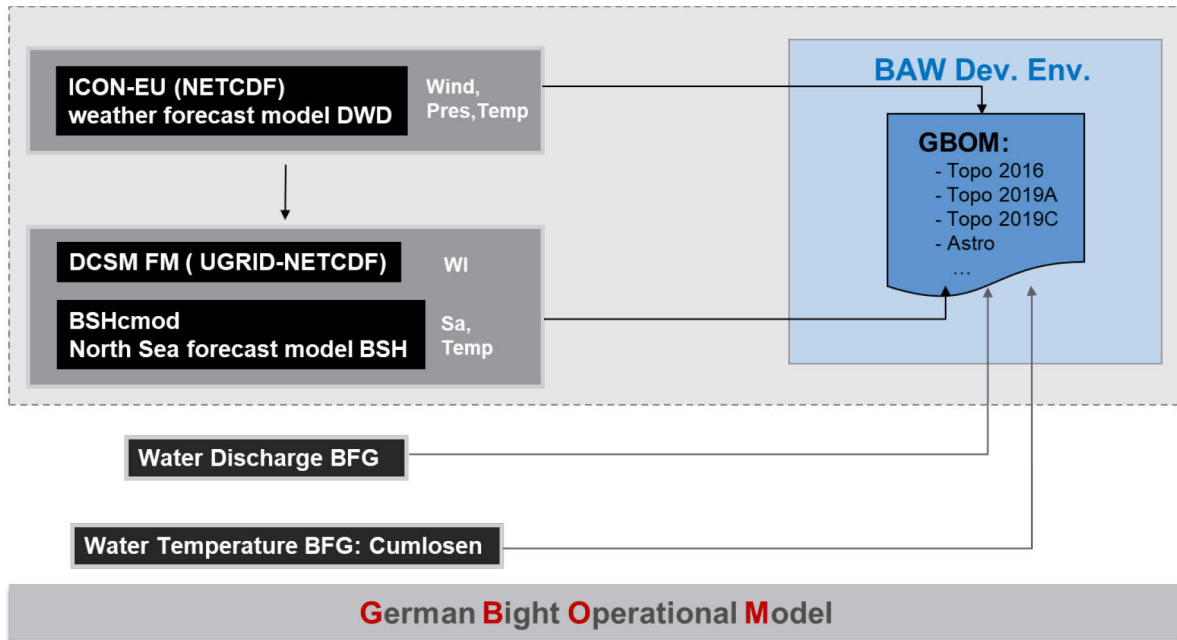 ICON-EU (NETCDF)
weather forecast model DWD
Wind,
Pres,Temp
DCSM FM ( UGRID-NETCDF)
Wl
BSHcmod
North Sea forecast model BSH
Sa,
Temp
BAW Dev. Env.
GBOM:
- Topo 2016
- Topo 2019A
- Topo 2019C
- Astro
...
Water Discharge BFG
Water Temperature BFG: Cumlosen
German Bight Operational Model